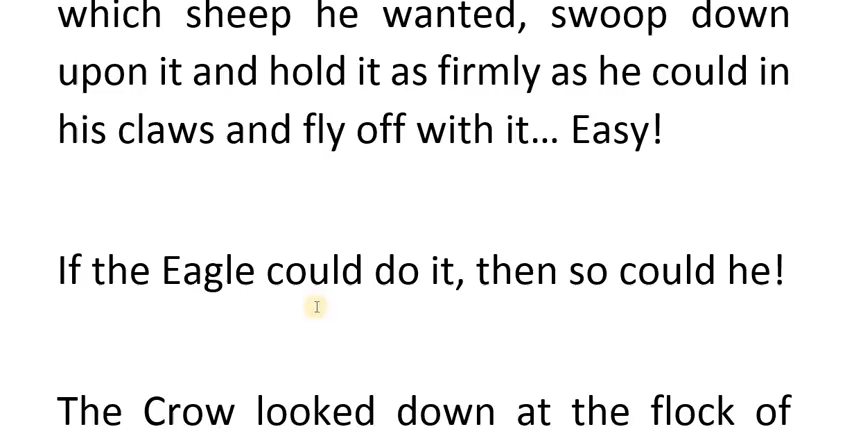 which sheep he wanted, swoop down
upon it and hold it as firmly as he could in
his claws and fly off with it... Easy!
If the Eagle could do it, then so could he!
The Crow looked down at the flock of